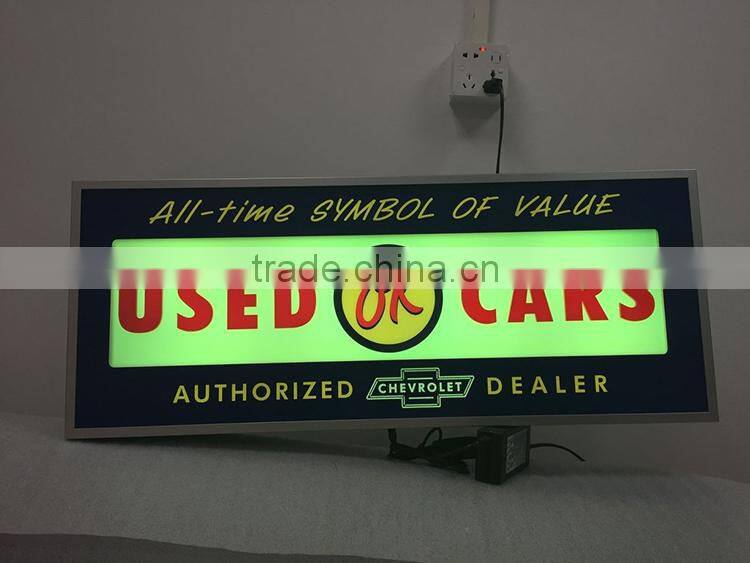 All-time SYMBOL OF VALUE
trade.china.cn
USED OK CARS
AUTHORIZED CHEVROLET DEALER